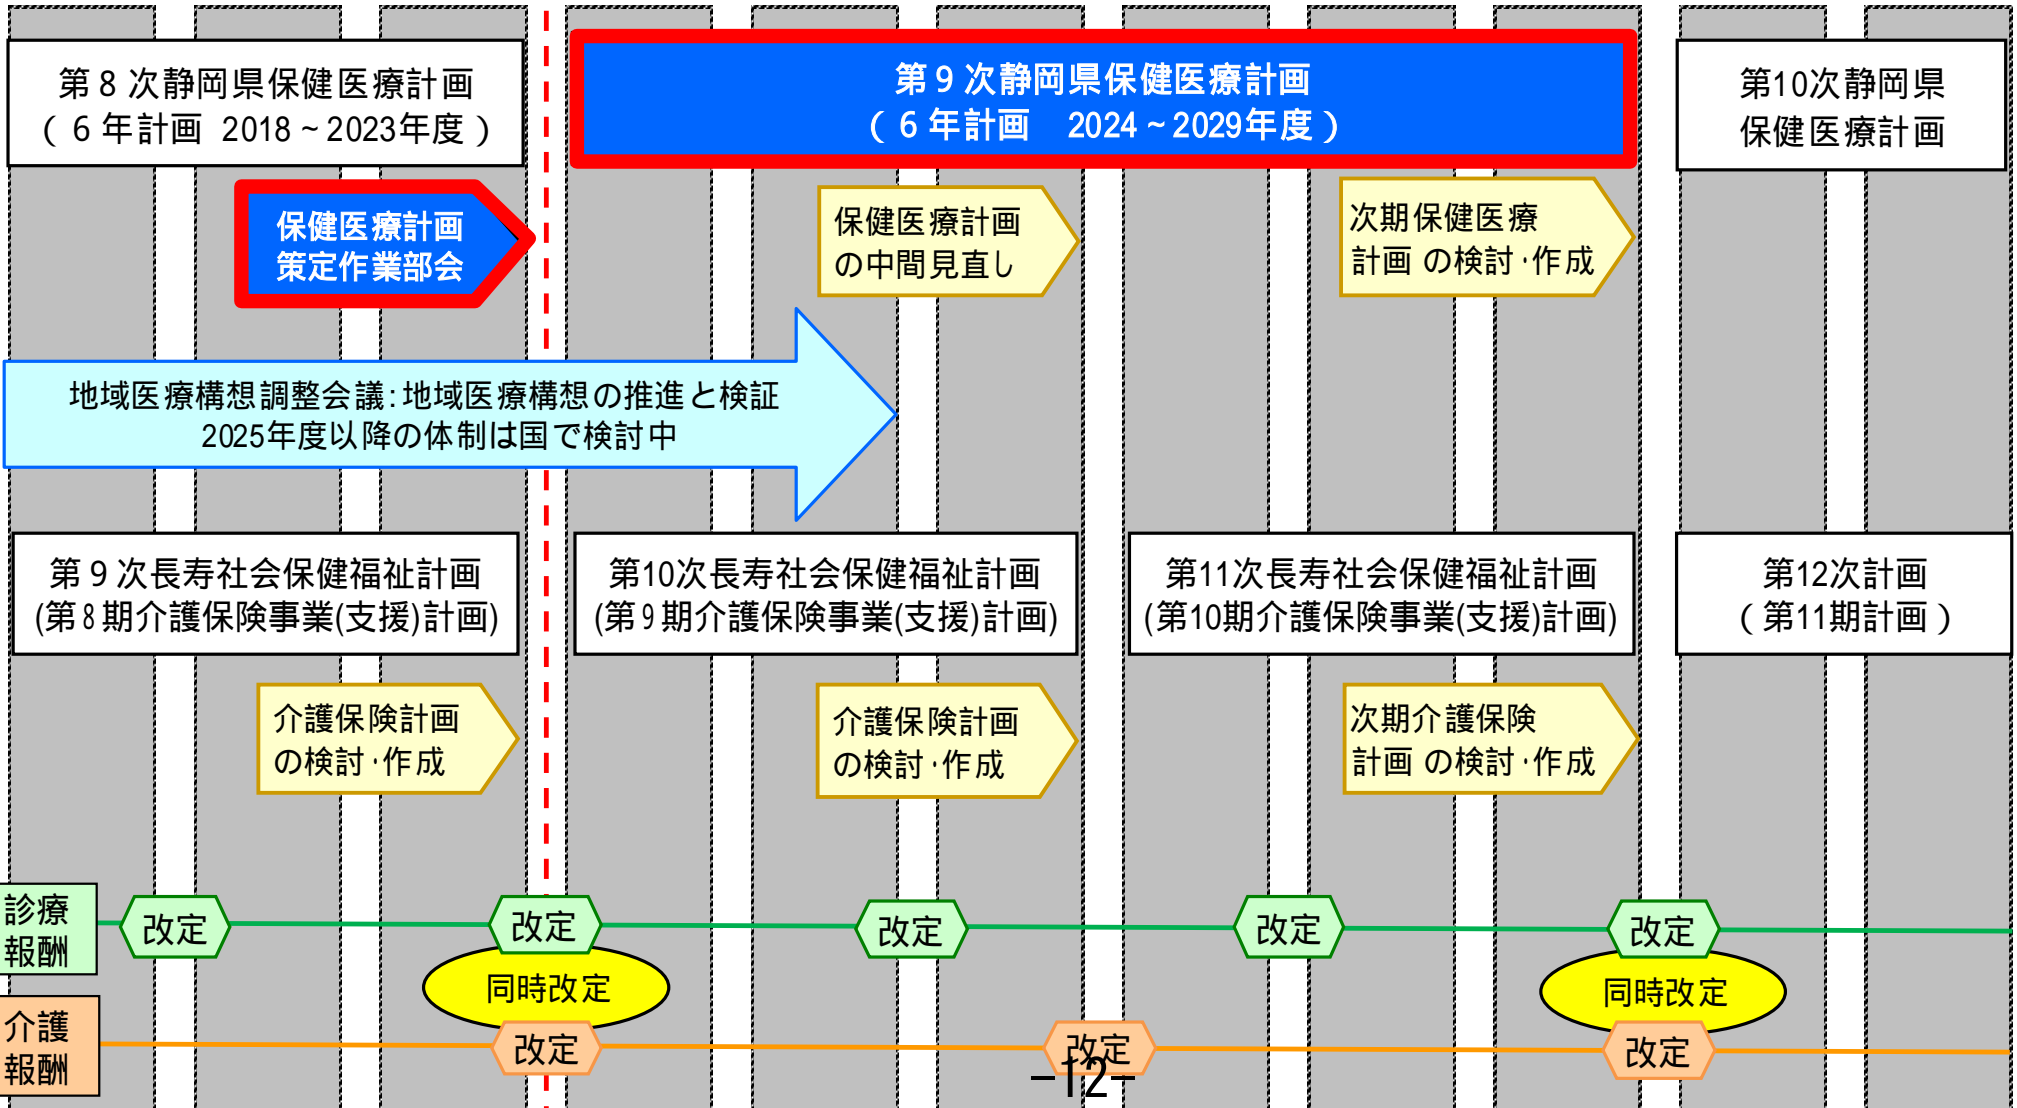 第８次静岡県保健医療計画
（６年計画 2018～2023年度）
第９次静岡県保健医療計画
（６年計画　2024～2029年度）
第10次静岡県
保健医療計画
保健医療計画
策定作業部会
保健医療計画
の中間見直し
次期保健医療
計画 の検討・作成
地域医療構想調整会議：地域医療構想の推進と検証
2025年度以降の体制は国で検討中
第９次長寿社会保健福祉計画
(第８期介護保険事業(支援)計画)
第10次長寿社会保健福祉計画
(第９期介護保険事業(支援)計画)
第11次長寿社会保健福祉計画
(第10期介護保険事業(支援)計画)
第12次計画
（第11期計画）
介護保険計画
の検討・作成
介護保険計画
の検討・作成
次期介護保険
計画 の検討・作成
診療
報酬
改定
改定
改定
改定
改定
同時改定
同時改定
介護
報酬
改定
改定
改定
-12-